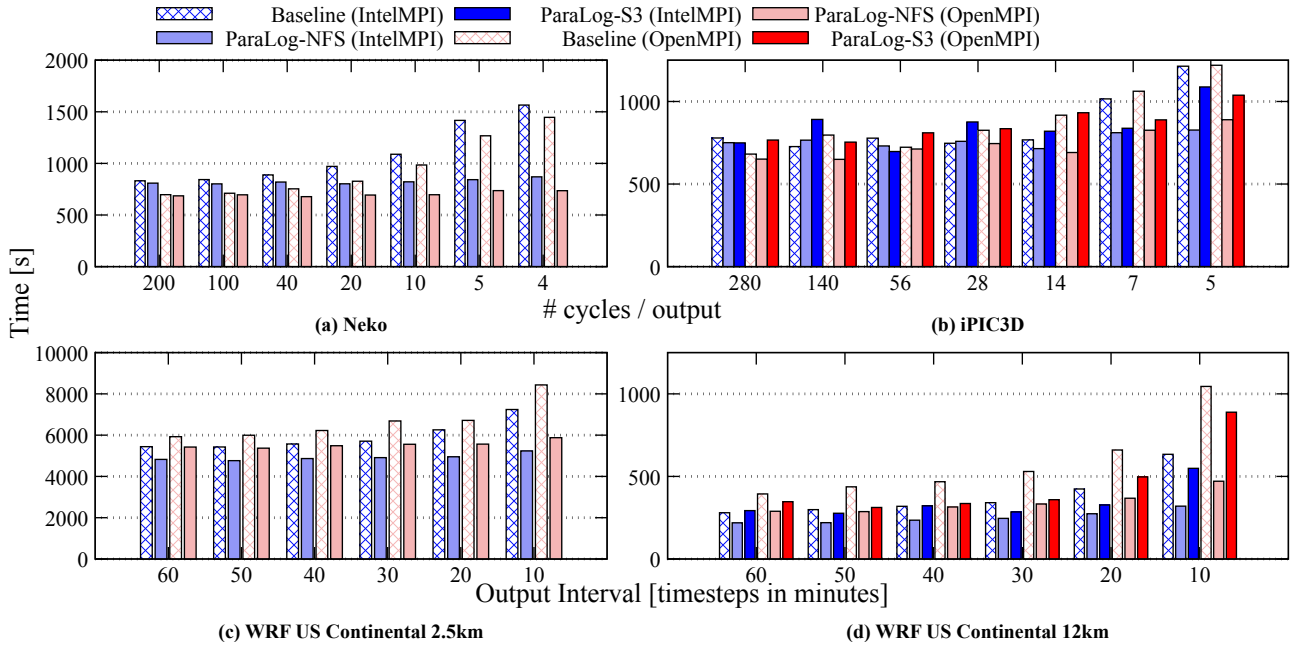 Baseline (IntelMPI) ParaLog-S3 (IntelMPI) ParaLog-NFS (OpenMPI)
ParaLog-NFS (IntelMPI) Baseline (OpenMPI) ParaLog-S3 (OpenMPI)
Time [s]
2000
1500
1000
500
0
200 100 40 20 10 5 4
(a) Neko
1000
500
0
280 140 56 28 14 7 5
(b) iPIC3D
# cycles / output
10000
8000
6000
4000
2000
0
60 50 40 30 20 10
(c) WRF US Continental 2.5km
1000
500
0
60 50 40 30 20 10
Output Interval [timesteps in minutes]
(d) WRF US Continental 12km